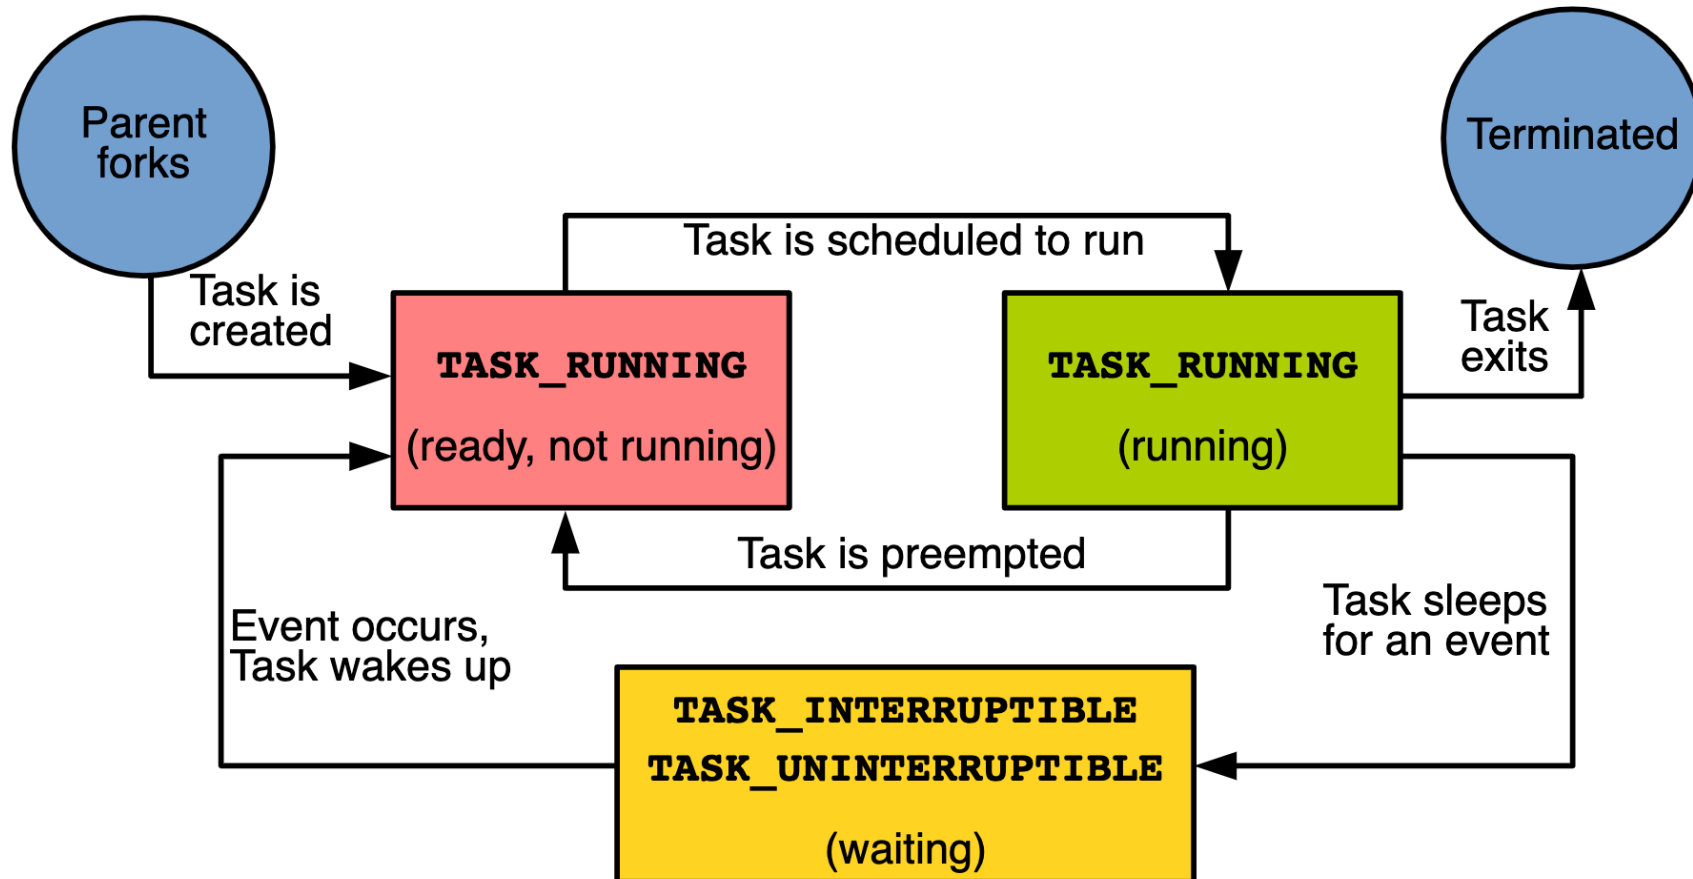 Parent
forks
Terminated
Task is scheduled to run
Task is
created
Task
exits
TASK_RUNNING
(ready, not running)
TASK_RUNNING
(running)
Task is preempted
Event occurs,
Task wakes up
Task sleeps
for an event
TASK_INTERRUPTIBLE
TASK_UNINTERRUPTIBLE
(waiting)